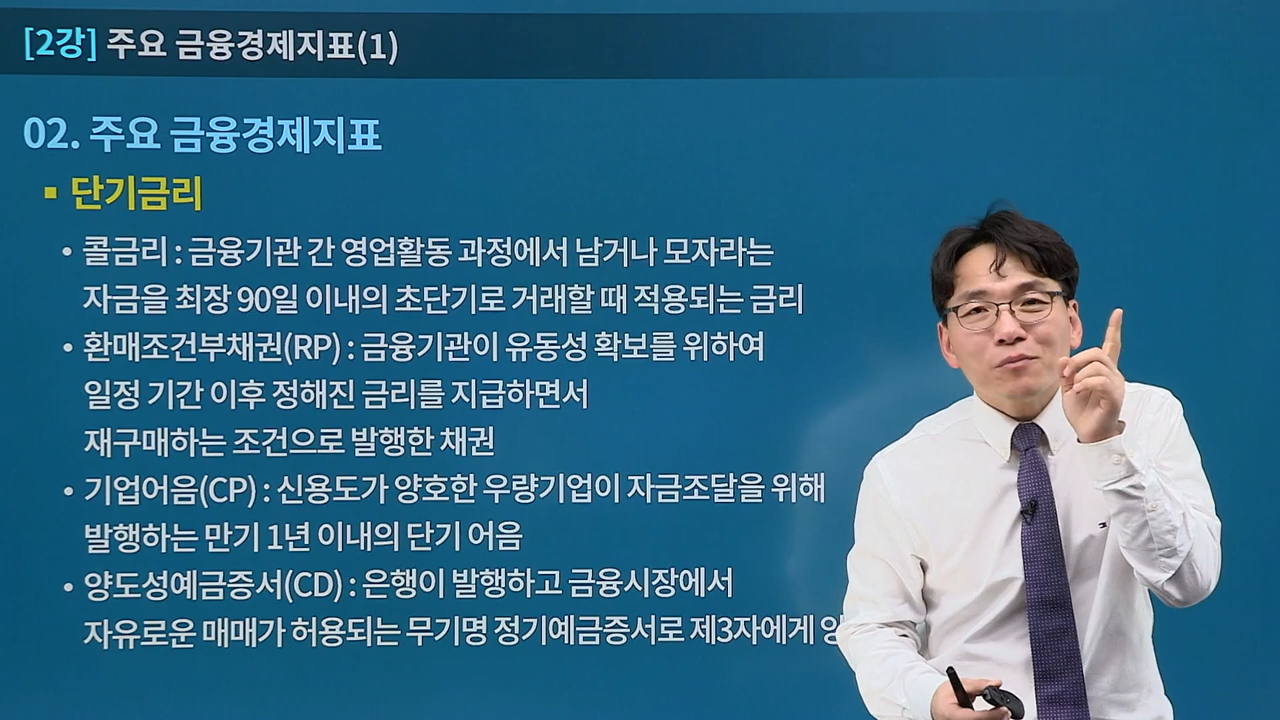 [2강] 주요 금융경제지표(1)
02. 주요 금융경제지표
▪ 단기금리
• 콜금리 : 금융기관 간 영업활동 과정에서 남거나 모자라는
자금을 최장 90일 이내의 초단기로 거래할 때 적용되는 금리
• 환매조건부채권(RP) : 금융기관이 유동성 확보를 위하여
일정 기간 이후 정해진 금리를 지급하면서
재구매하는 조건으로 발행한 채권
• 기업어음(CP) : 신용도가 양호한 우량기업이 자금조달을 위해
발행하는 만기 1년 이내의 단기 어음
• 양도성예금증서(CD) : 은행이 발행하고 금융시장에서
자유로운 매매가 허용되는 무기명 정기예금증서로 제3자에게